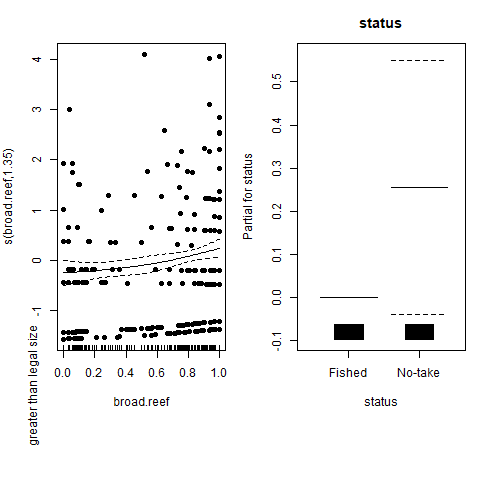 status
s(broad.reef,1.35)
greater than legal size
4
3
2
1
0
-1
0.0 0.2 0.4 0.6 0.8 1.0
broad.reef
Partial for status
0.5
0.4
0.3
0.2
0.1
0.0
-0.1
Fished No-take
status